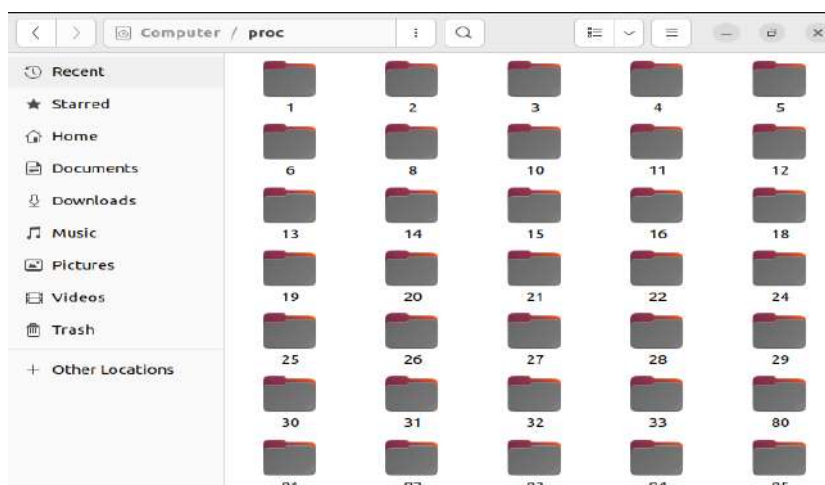 Computer / proc
Recent
Starred
Home
Documents
Downloads
Music
Pictures
Videos
Trash
+ Other Locations
1 2 3 4 5
6 8 10 11 12
13 14 15 16 18
19 20 21 22 24
25 26 27 28 29
30 31 32 33 80